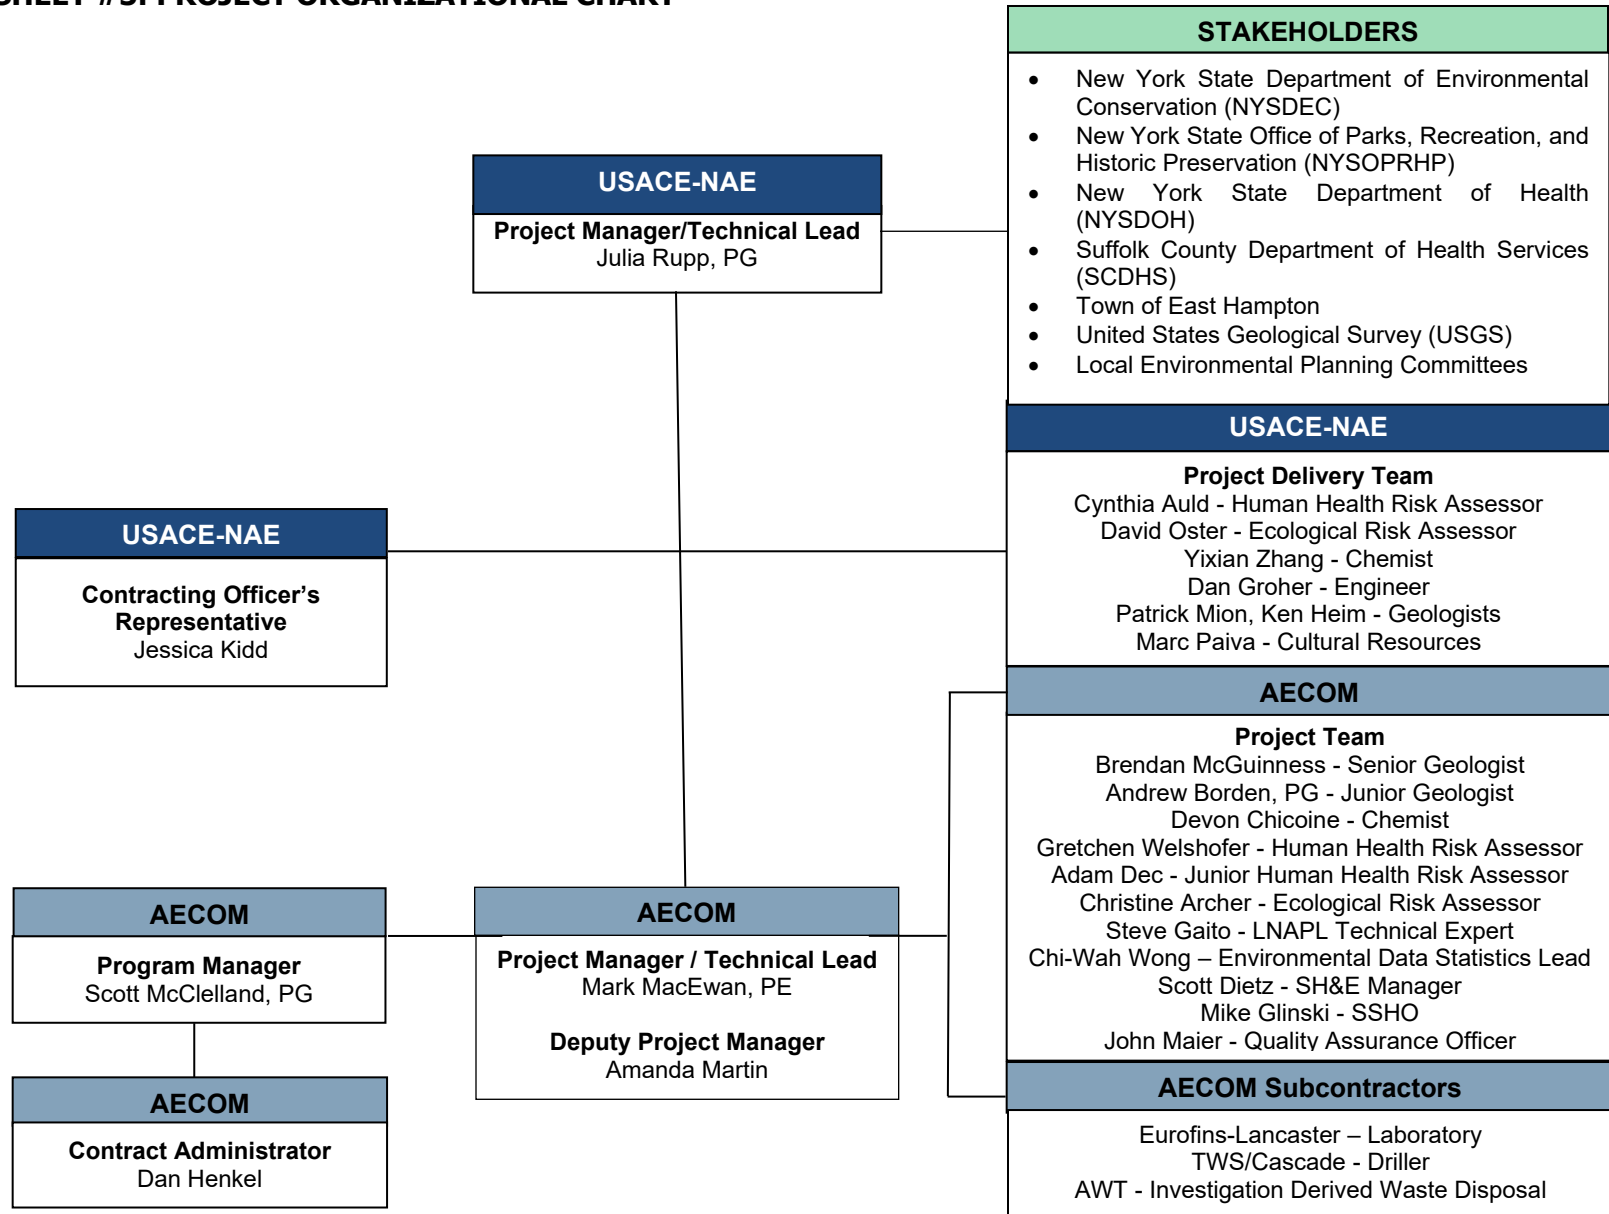 PROJECT ORGANIZATIONAL CHART
STAKEHOLDERS
• New York State Department of Environmental
Conservation (NYSDEC)
• New York State Office of Parks, Recreation, and
Historic Preservation (NYSOPRHP)
• New York State Department of Health
(NYSDOH)
• Suffolk County Department of Health Services
(SCDHS)
• Town of East Hampton
• United States Geological Survey (USGS)
• Local Environmental Planning Committees
USACE-NAE
Project Manager/Technical Lead
Julia Rupp, PG
USACE-NAE
Project Delivery Team
Cynthia Auld - Human Health Risk Assessor
David Oster - Ecological Risk Assessor
Yixian Zhang - Chemist
Dan Groher - Engineer
Patrick Mion, Ken Heim - Geologists
Marc Paiva - Cultural Resources
USACE-NAE
Contracting Officer’s
Representative
Jessica Kidd
AECOM
Project Team
Brendan McGuinness - Senior Geologist
Andrew Borden, PG - Junior Geologist
Devon Chicoine - Chemist
Gretchen Welshofer - Human Health Risk Assessor
Adam Dec - Junior Human Health Risk Assessor
Christine Archer - Ecological Risk Assessor
Steve Gaito - LNAPL Technical Expert
Chi-Wah Wong – Environmental Data Statistics Lead
Scott Dietz - SH&E Manager
Mike Glinski - SSHO
John Maier - Quality Assurance Officer
AECOM
Program Manager
Scott McClelland, PG
AECOM
Project Manager / Technical Lead
Mark MacEwan, PE
Deputy Project Manager
Amanda Martin
AECOM
Contract Administrator
Dan Henkel
AECOM Subcontractors
Eurofins-Lancaster – Laboratory
TWS/Cascade - Driller
AWT - Investigation Derived Waste Disposal